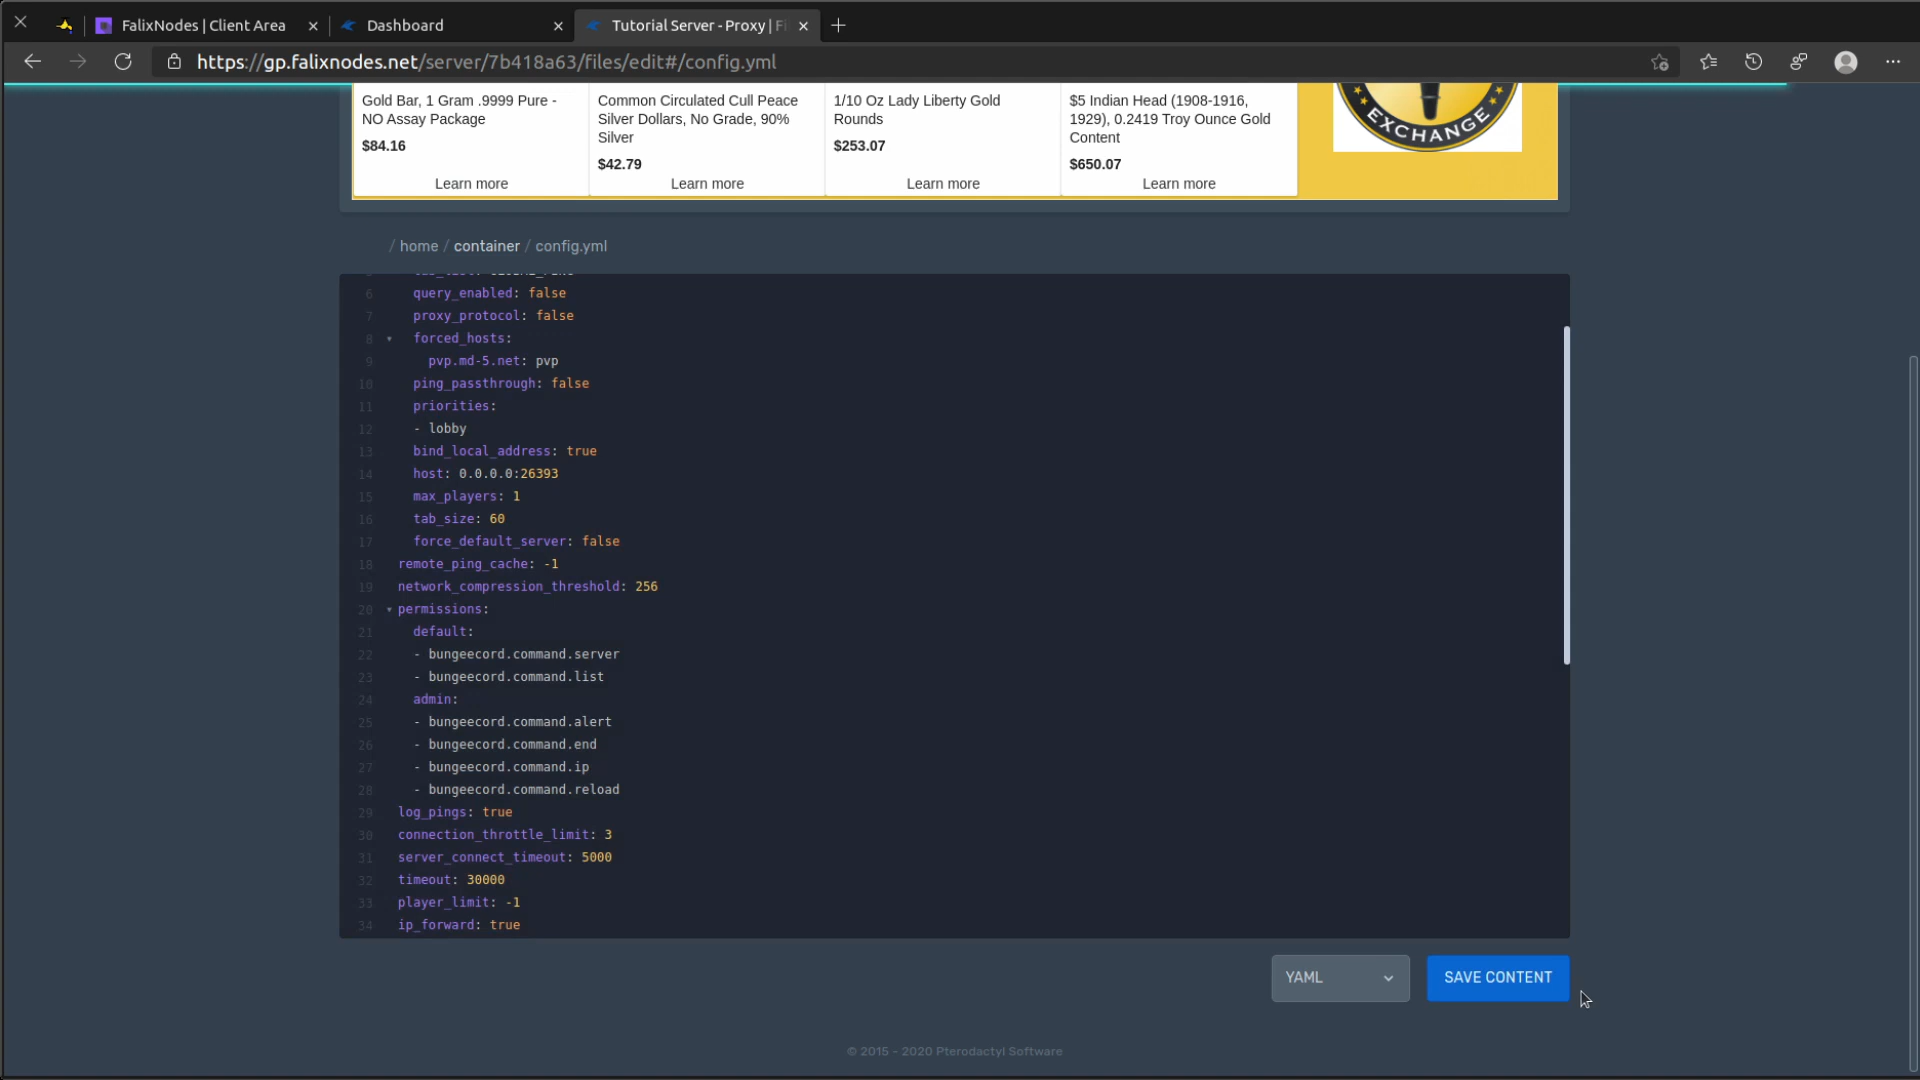 FalixNodes | Client Area
Dashboard
Tutorial Server - Proxy | Fi
https://gp.falixnodes.net/server/7b418a63/files/edit#/config.yml
Gold Bar, 1 Gram .9999 Pure - NO Assay Package
$84.16
Learn more
Common Circulated Cull Peace Silver Dollars, No Grade, 90% Silver
$42.79
Learn more
1/10 Oz Lady Liberty Gold Rounds
$253.07
Learn more
$5 Indian Head (1908-1916, 1929), 0.2419 Troy Ounce Gold Content
$650.07
Learn more
EXCHANGE
/ home / container / config.yml
6 query_enabled: false
7 proxy_protocol: false
8 forced_hosts:
9 pvp.md-5.net: pvp
10 ping_passthrough: false
11 priorities:
12 - lobby
13 bind_local_address: true
14 host: 0.0.0.0:26393
15 max_players: 1
16 tab_size: 60
17 force_default_server: false
18 remote_ping_cache: -1
19 network_compression_threshold: 256
20 permissions:
21 default:
22 - bungeecord.command.server
23 - bungeecord.command.list
24 admin:
25 - bungeecord.command.alert
26 - bungeecord.command.end
27 - bungeecord.command.ip
28 - bungeecord.command.reload
29 log_pings: true
30 connection_throttle_limit: 3
31 server_connect_timeout: 5000
32 timeout: 30000
33 player_limit: -1
34 ip_forward: true
YAML
SAVE CONTENT
© 2015 - 2020 Pterodactyl Software